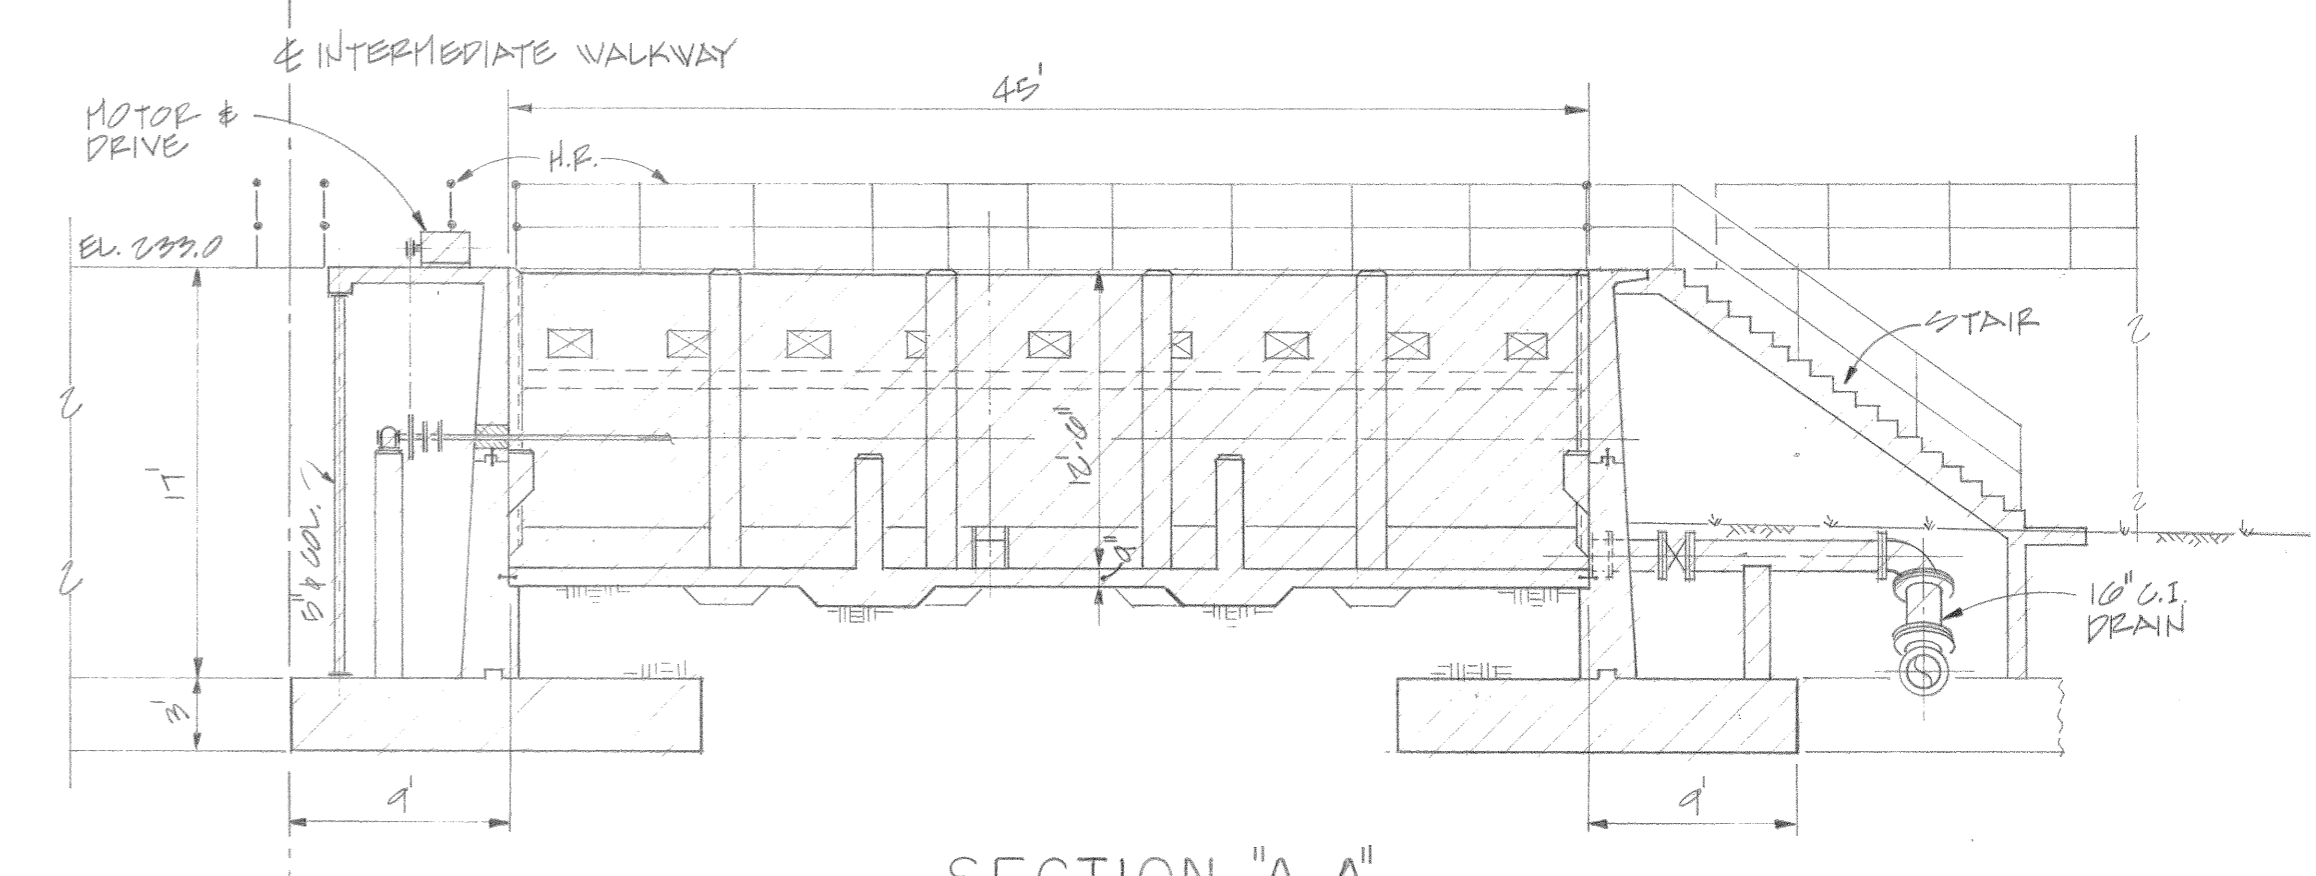 ℄ INTERMEDIATE WALKWAY
45'
MOTOR ℄
DRIVE
H.R.
EL. 233.0
STAIR
12'-6"
17'
5"ϕ COL.
9"
16" C.I.
DRAIN
3'
9'
9'
SECTION "A-A"